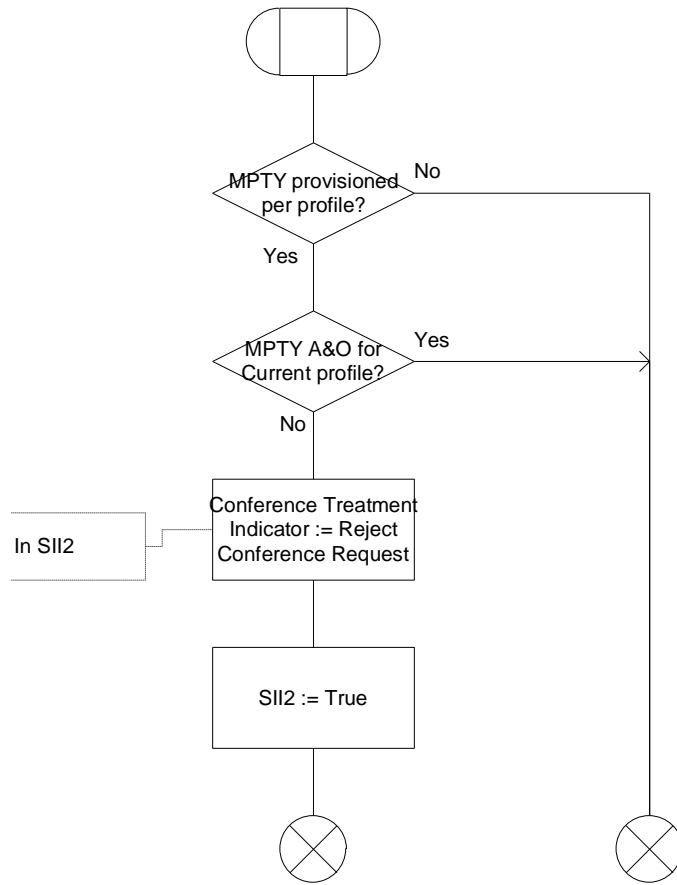 MPTY provisioned
per profile?
No
Yes
MPTY A&O for
Current profile?
Yes
No
Conference Treatment
Indicator := Reject
Conference Request
In SII2
SII2 := True